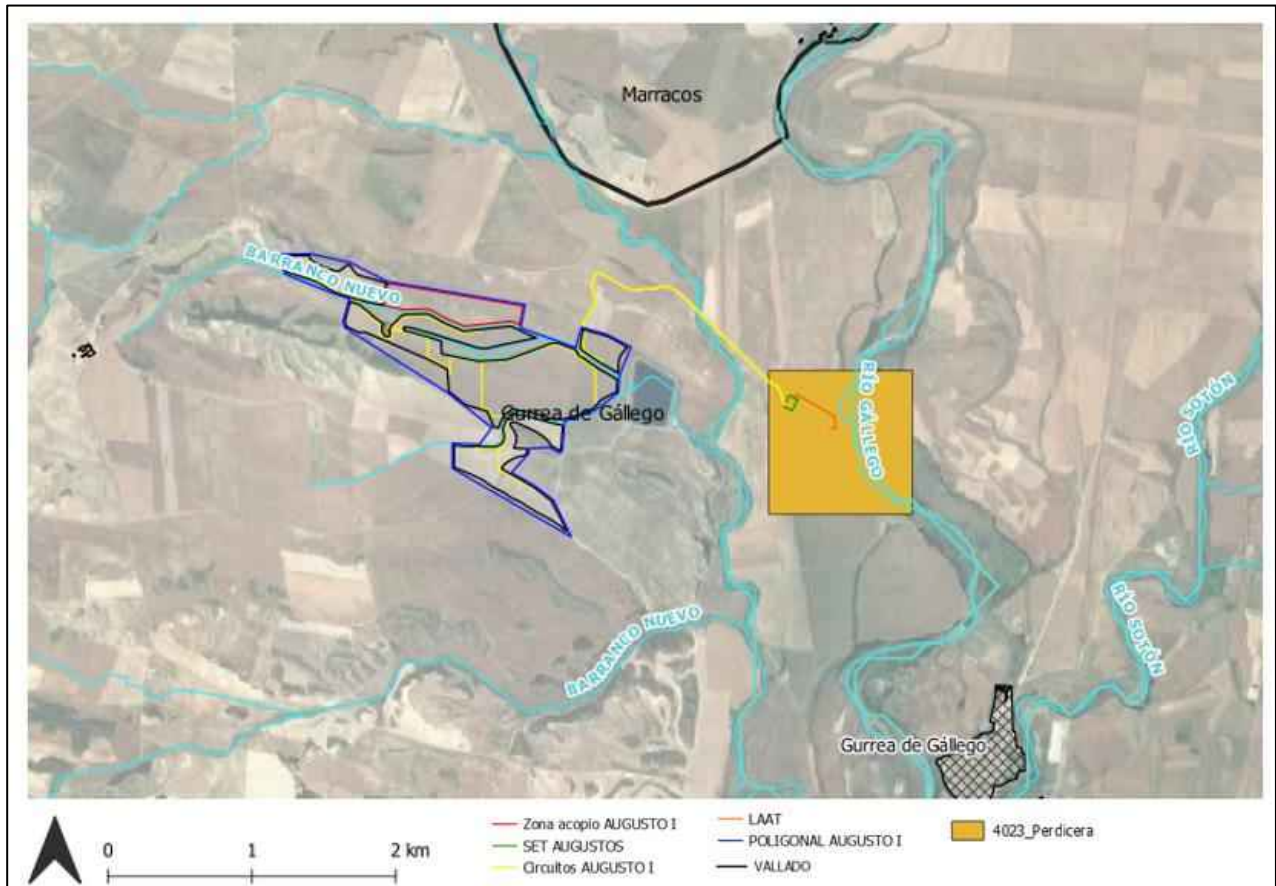 Marracos
BARRANCO NUEVO
Gurrea de Gállego
RÍO GÁLLEGO
RÍO SOTÓN
RÍO SOTÓN
BARRANCO NUEVO
Gurrea de Gállego
0 1 2 km
Zona acopio AUGUSTO I
SET AUGUSTOS
Circuitos AUGUSTO I
LAAT
POLIGONAL AUGUSTO I
VALLADO
4023_Perdicera